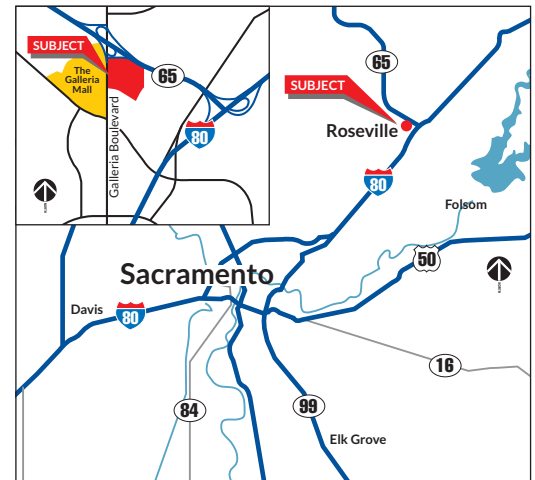 SUBJECT
The
Galleria
Mall
65
Galleria Boulevard
80
65
SUBJECT
Roseville
80
Folsom
50
Sacramento
Davis
80
16
84
99
Elk Grove